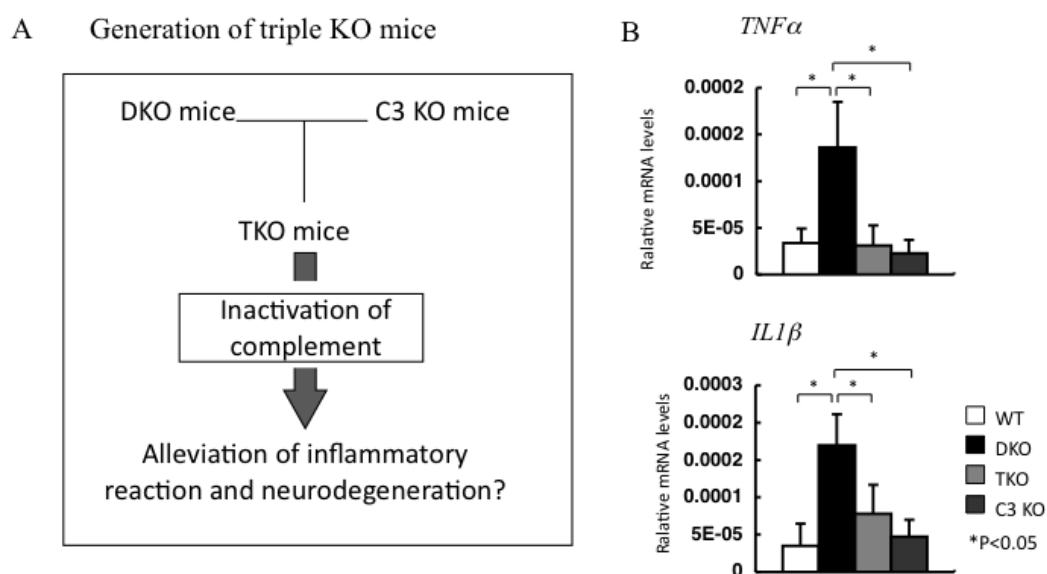 A Generation of triple KO mice
DKO mice C3 KO mice
TKO mice
Inactivation of
complement
Alleviation of inflammatory
reaction and neurodegeneration?
B
TNFα
* 
* *
Ralative mRNA levels
0.0002
0.0002
0.0001
5E-05
0
IL1β
*
* *
Ralative mRNA levels
0.0003
0.0002
0.0002
0.0001
5E-05
0
WT
DKO
TKO
C3 KO
*P<0.05